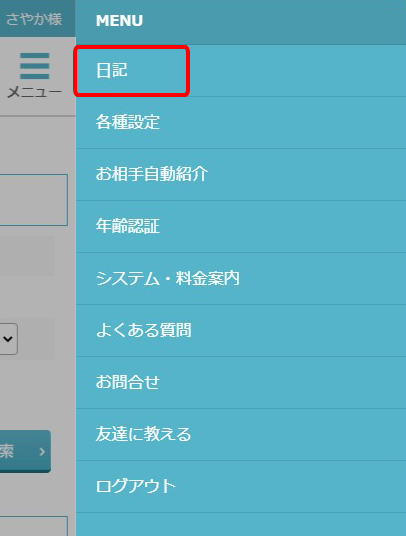 さやか様
MENU
メニュー
日記
各種設定
お相手自動紹介
年齢認証
システム・料金案内
よくある質問
お問合せ
友達に教える
ログアウト
索